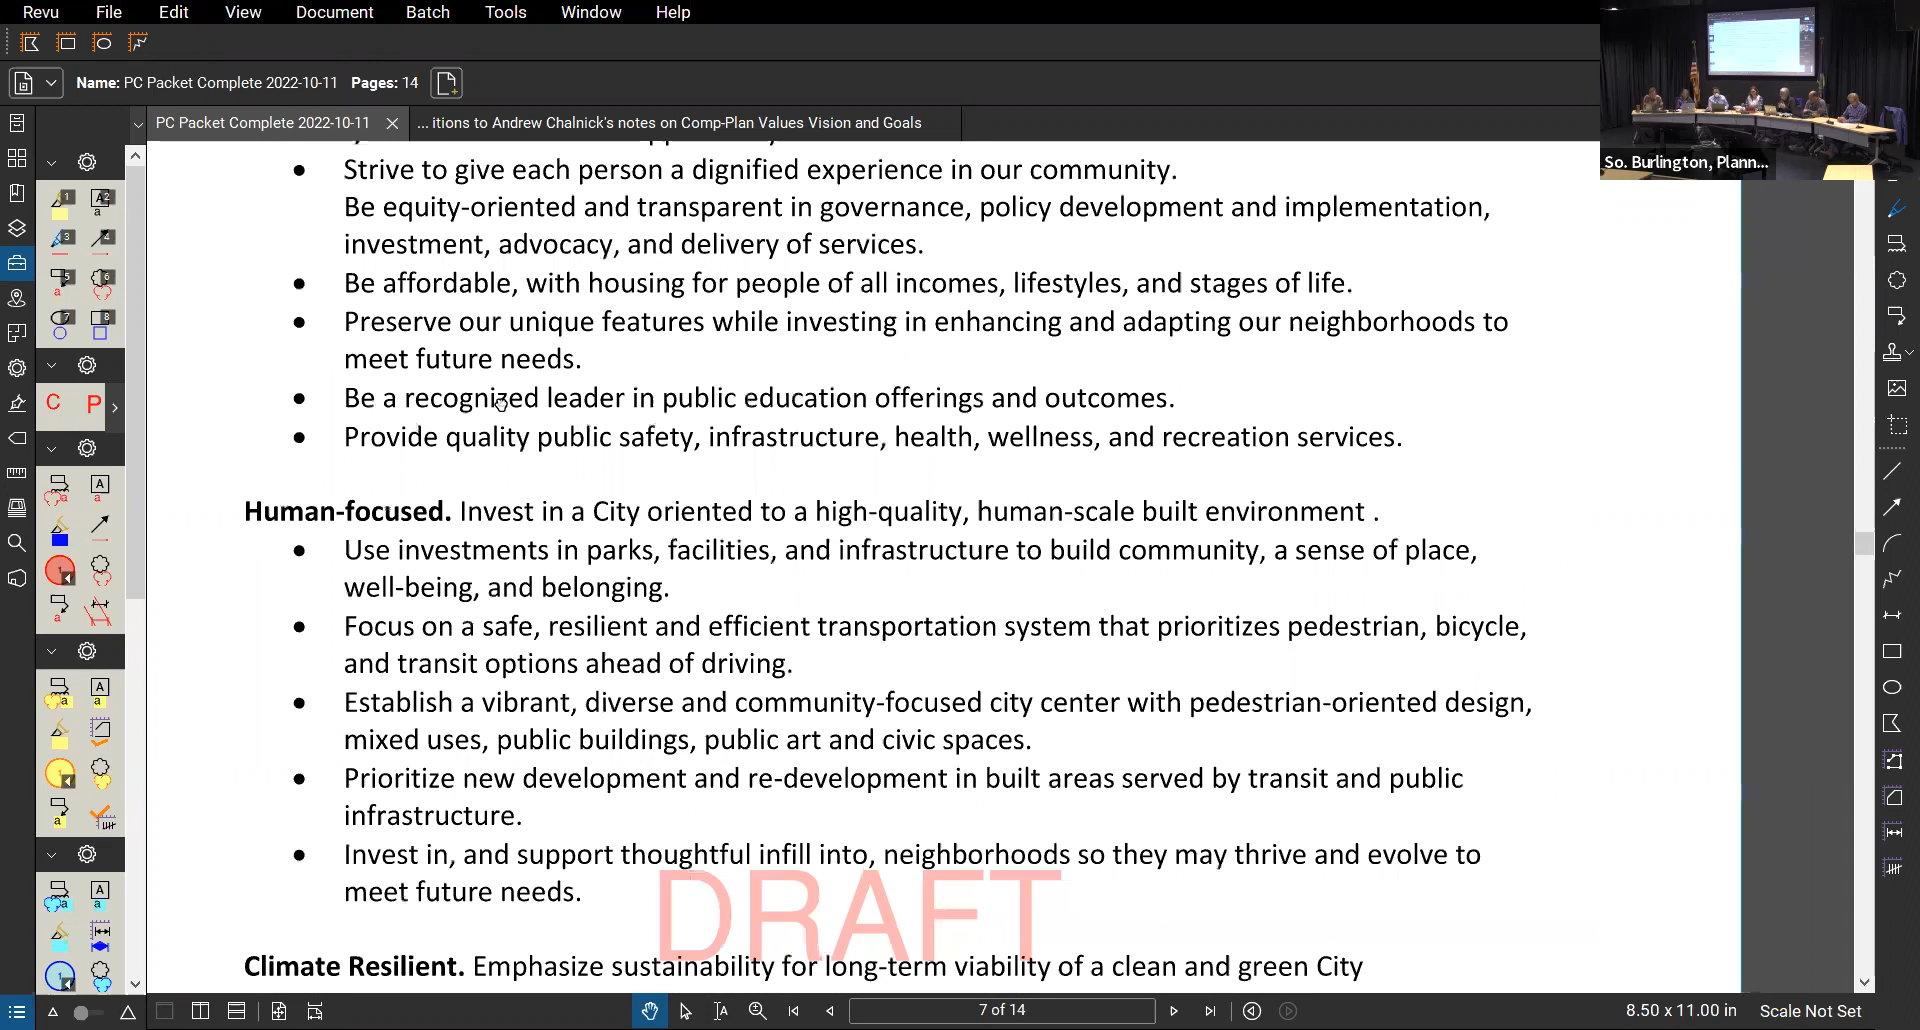 Revu File Edit View Document Batch Tools Window Help
Name: PC Packet Complete 2022-10-11 Pages: 14
PC Packet Complete 2022-10-11
... itions to Andrew Chalnick's notes on Comp-Plan Values Vision and Goals
So. Burlington, Plann...
• Strive to give each person a dignified experience in our community.
Be equity-oriented and transparent in governance, policy development and implementation,
investment, advocacy, and delivery of services.
• Be affordable, with housing for people of all incomes, lifestyles, and stages of life.
• Preserve our unique features while investing in enhancing and adapting our neighborhoods to
meet future needs.
• Be a recognized leader in public education offerings and outcomes.
• Provide quality public safety, infrastructure, health, wellness, and recreation services.
Human-focused. Invest in a City oriented to a high-quality, human-scale built environment .
• Use investments in parks, facilities, and infrastructure to build community, a sense of place,
well-being, and belonging.
• Focus on a safe, resilient and efficient transportation system that prioritizes pedestrian, bicycle,
and transit options ahead of driving.
• Establish a vibrant, diverse and community-focused city center with pedestrian-oriented design,
mixed uses, public buildings, public art and civic spaces.
• Prioritize new development and re-development in built areas served by transit and public
infrastructure.
• Invest in, and support thoughtful infill into, neighborhoods so they may thrive and evolve to
meet future needs.
DRAFT
Climate Resilient. Emphasize sustainability for long-term viability of a clean and green City
7 of 14
8.50 x 11.00 in Scale Not Set